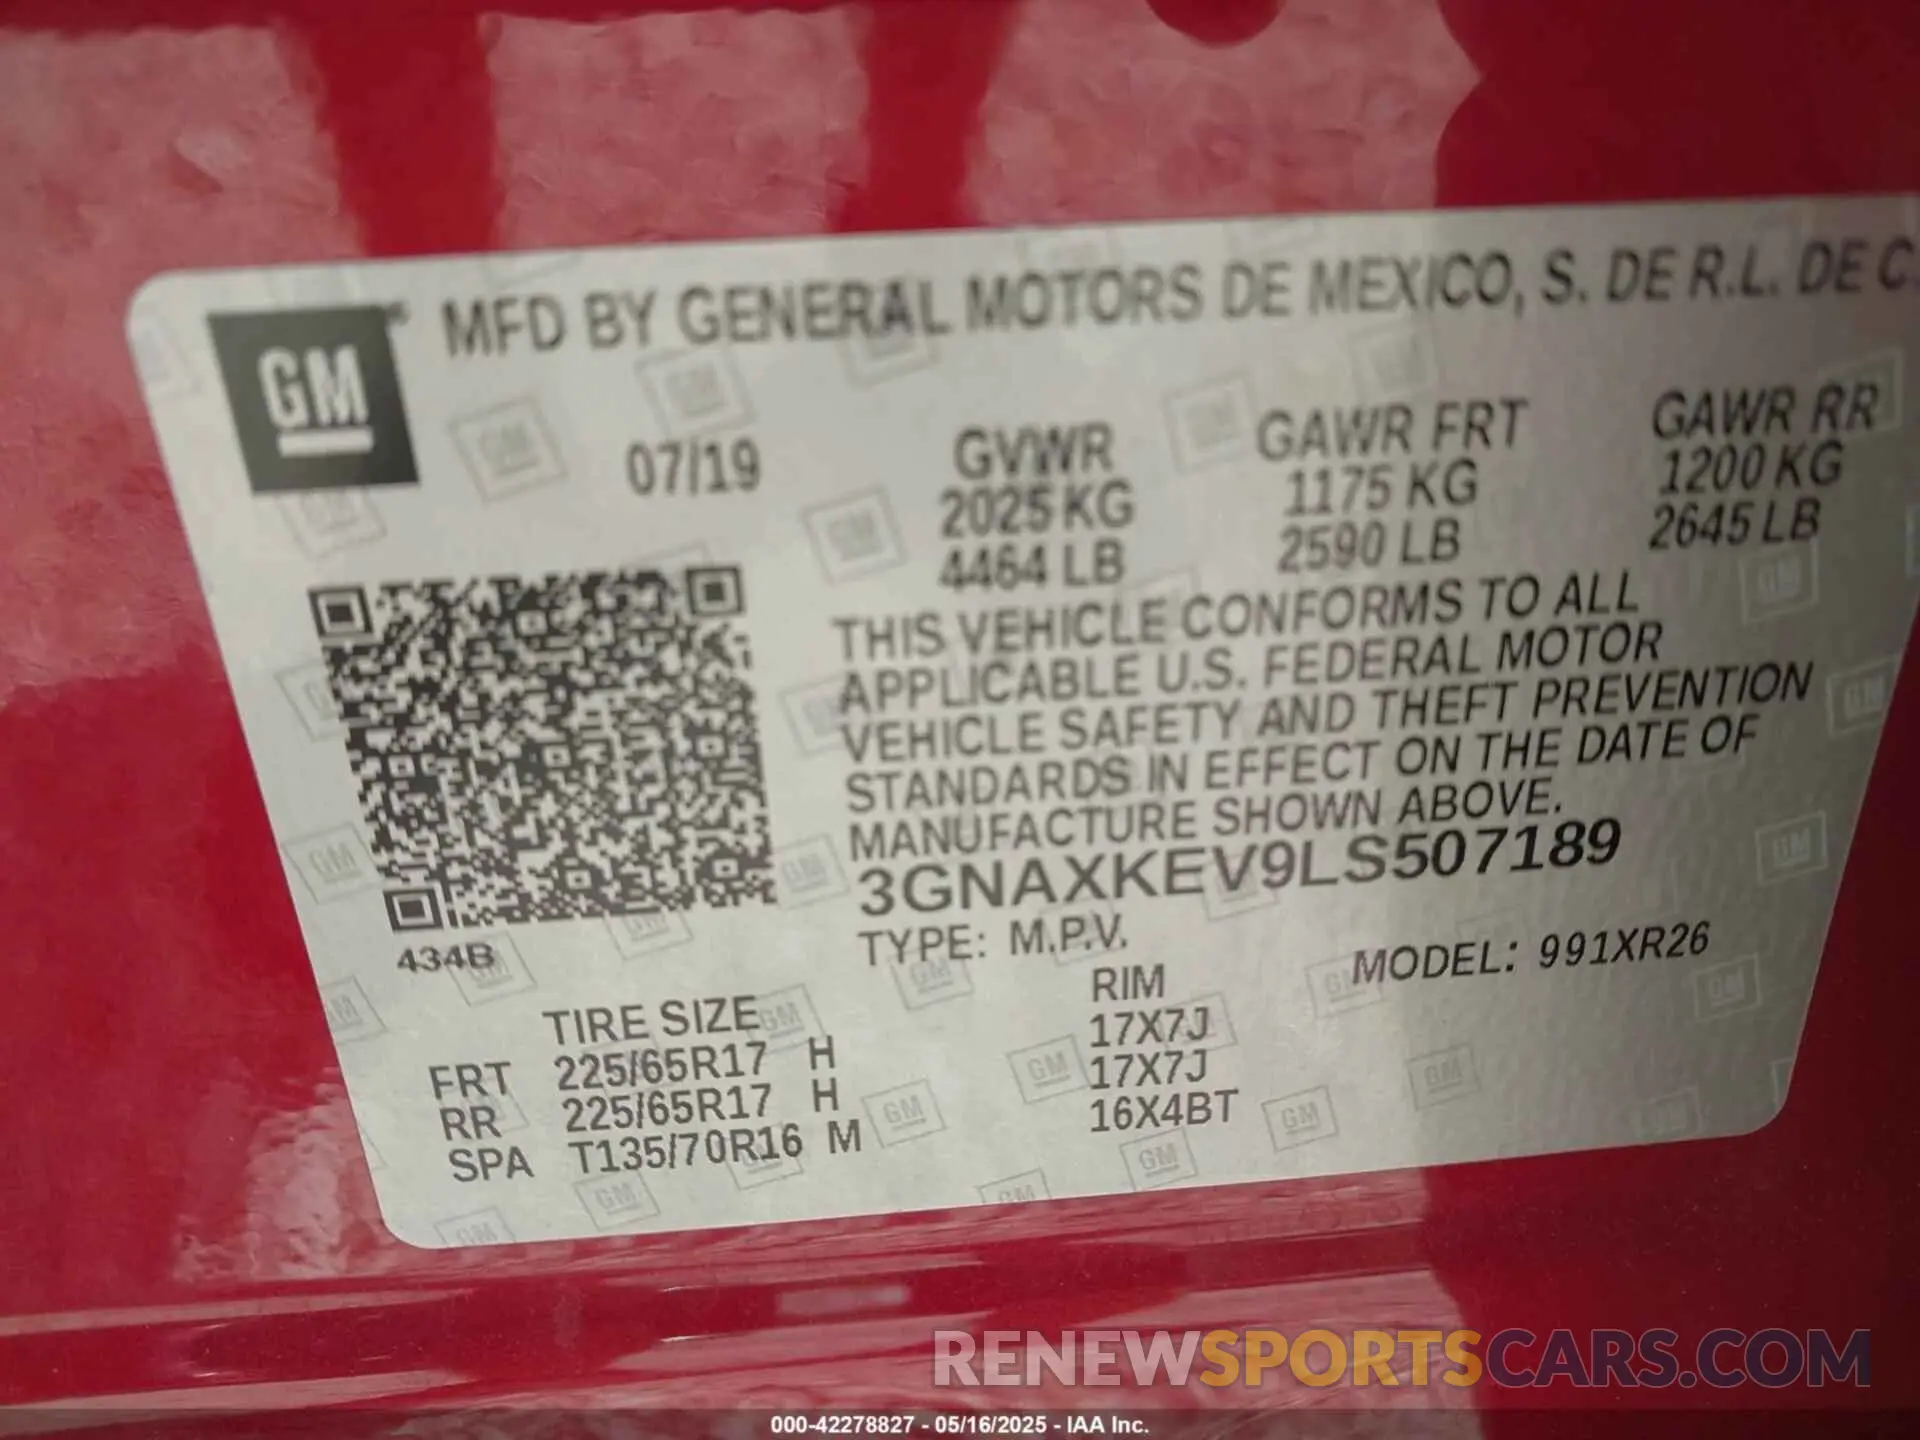 GM
MFD BY GENERAL MOTORS DE MEXICO, S. DE R.L. DE C.
07/19
GVWR GAWR FRT GAWR RR
2025 KG 1175 KG 1200 KG
4464 LB 2590 LB 2645 LB
THIS VEHICLE CONFORMS TO ALL
APPLICABLE U.S. FEDERAL MOTOR
VEHICLE SAFETY AND THEFT PREVENTION
STANDARDS IN EFFECT ON THE DATE OF
MANUFACTURE SHOWN ABOVE.
3GNAXKEV9LS507189
434B
TYPE: M.P.V. MODEL: 991XR26
TIRE SIZE RIM
FRT 225/65R17 H 17X7J
RR 225/65R17 H 17X7J
SPA T135/70R16 M 16X4BT
RENEWSPORTSCARS.COM
000-42278827 - 05/16/2025 - IAA Inc.